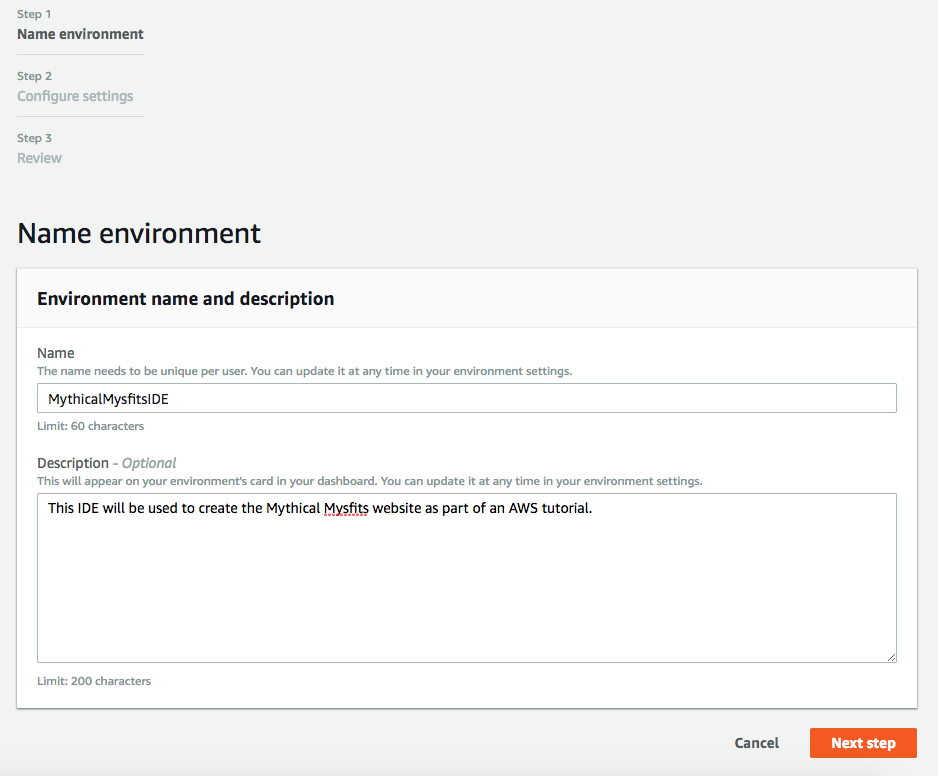 Step 1
Name environment
Step 2
Configure settings
Step 3
Review
Name environment
Environment name and description
Name
The name needs to be unique per user. You can update it at any time in your environment settings.
MythicalMysfitsIDE
Limit: 60 characters
Description - Optional
This will appear on your environment's card in your dashboard. You can update it at any time in your environment settings.
This IDE will be used to create the Mythical Mysfits website as part of an AWS tutorial.
Limit: 200 characters
Cancel
Next step